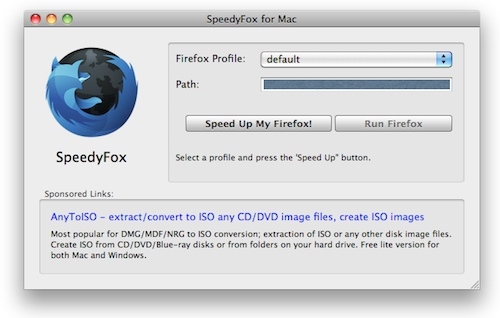 SpeedyFox for Mac
Firefox Profile:
default
Path:
Speed Up My Firefox!
Run Firefox
SpeedyFox
Select a profile and press the 'Speed Up" button.
Sponsored Links:
AnyToISO – extract/convert to ISO any CD/DVD image files, create ISO images
Most popular for DMG/MDF/NRG to ISO conversion; extraction of ISO or any other disk image files.
Create ISO from CD/DVD/Blue-ray disks or from folders on your hard drive. Free lite version for
both Mac and Windows.